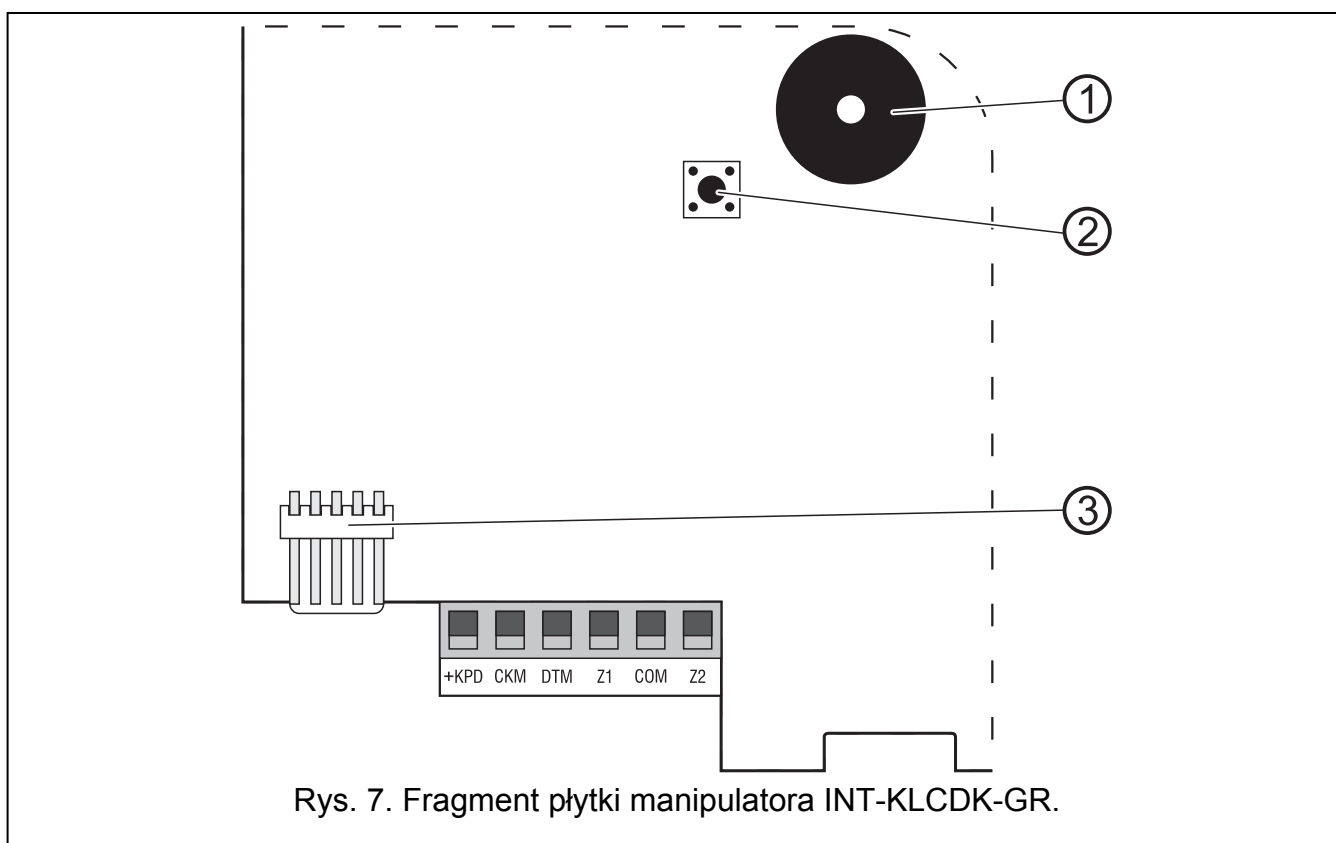 1
2
3
+KPD CKM DTM Z1 COM Z2
Rys. 7. Fragment płytki manipulatora INT-KLCDK-GR.